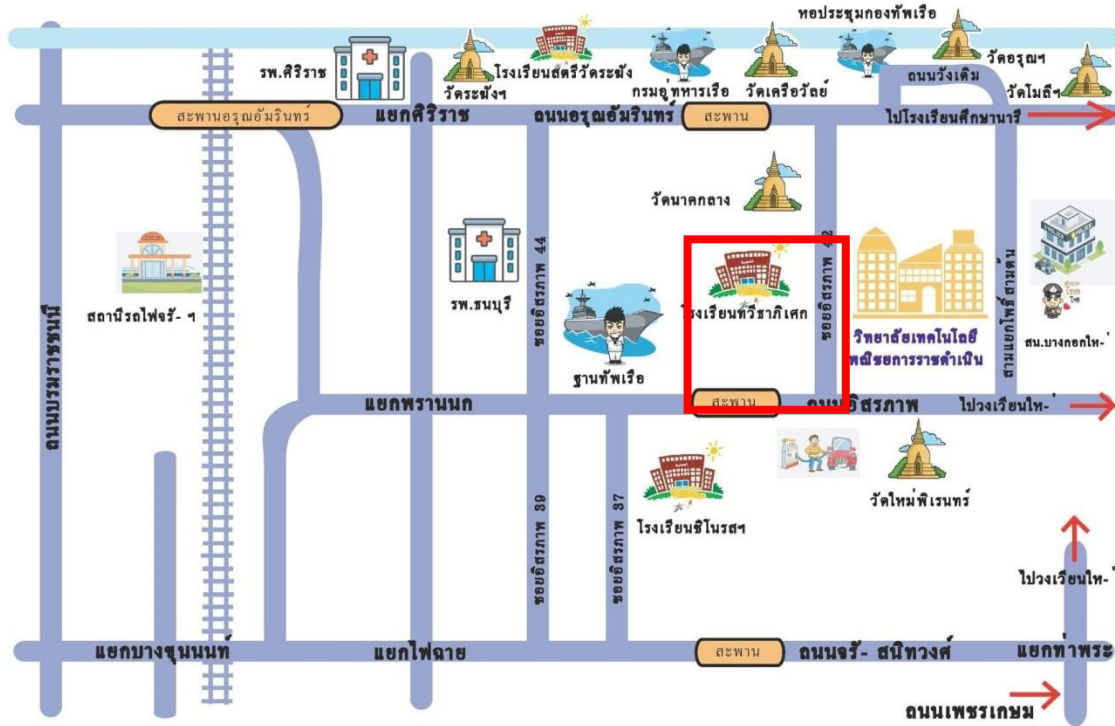 หอประชุมกองทัพเรือ
รพ.ศิริราช
วัดระฆังฯ
โรงเรียนสตรีวัดระฆัง
กรมอู่ทหารเรือ
วัดเครือวัลย์
ถนนวังเดิม
วัดอรุณฯ
วัดโมลีฯ
สะพานอรุณอัมรินทร์
แยกศิริราช
ถนนอรุณอัมรินทร์
สะพาน
ไปโรงเรียนศึกษานารี
วัดนาคกลาง
สถานีรถไฟจรั- ฯ
รพ.ธนบุรี
ซอยอิสรภาพ 44
ฐานทัพเรือ
โรงเรียนทวีธาภิเศก
ซอยอิสรภาพ 42
วิทยาลัยเทคโนโลยี
พณิชยการราชดำเนิน
สามแยกโพธิ์สามต้น
สน.บางกอกให-่
ถนนบรมราชชนนี
แยกพรานนก
สะพาน
ถนนอิสรภาพ
ไปวงเวียนให-่
ซอยอิสรภาพ 39
ซอยอิสรภาพ 37
โรงเรียนชิโนรสฯ
วัดใหม่พิเรนทร์
ไปวงเวียนให-่
แยกบางขุนนนท์
แยกไฟฉาย
สะพาน
ถนนจรั- สนิทวงศ์
แยกท่าพระ
ถนนเพชรเกษม